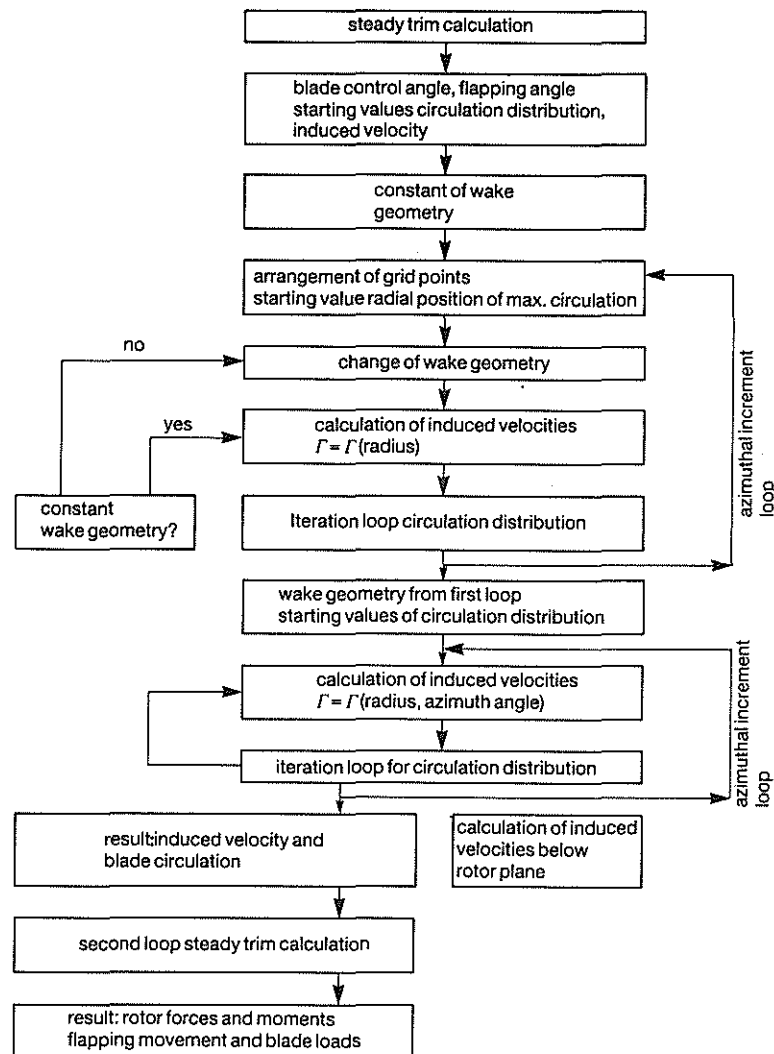 steady trim calculation
blade control angle, flapping angle
starting values circulation distribution,
induced velocity
constant of wake
geometry
arrangement of grid points
starting value radial position of max. circulation
no
change of wake geometry
yes
calculation of induced velocities
Γ = Γ (radius)
constant
wake geometry?
Iteration loop circulation distribution
azimuthal increment
loop
wake geometry from first loop
starting values of circulation distribution
calculation of induced velocities
Γ = Γ (radius, azimuth angle)
iteration loop for circulation distribution
azimuthal increment
loop
result:induced velocity and
blade circulation
calculation of induced
velocities below
rotor plane
second loop steady trim calculation
result: rotor forces and moments
flapping movement and blade loads